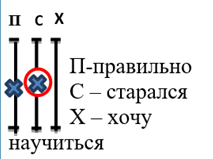 П С Х
П-правильно
С – старался
Х – хочу
научиться